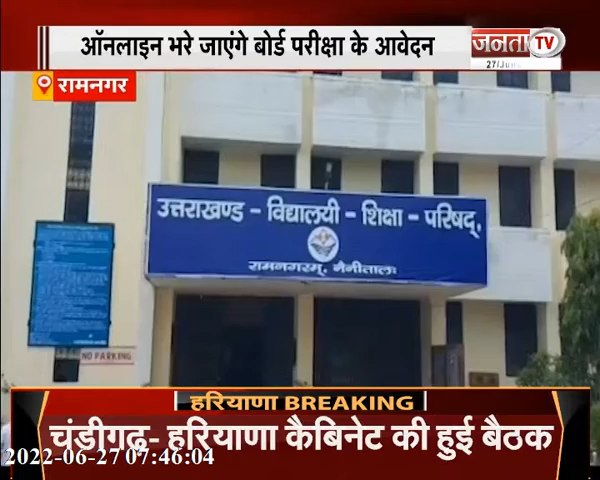 ऑनलाइन भरे जाएंगे बोर्ड परीक्षा के आवेदन
जनता TV
27/June
रामनगर
उत्तराखण्ड - विद्यालयी - शिक्षा - परिषद्,
रामनगरम्, नैनीताल
NO PARKING
हरियाणा BREAKING
चंडीगढ़- हरियाणा कैबिनेट की हुई बैठक
2022-06-27 07:46:04